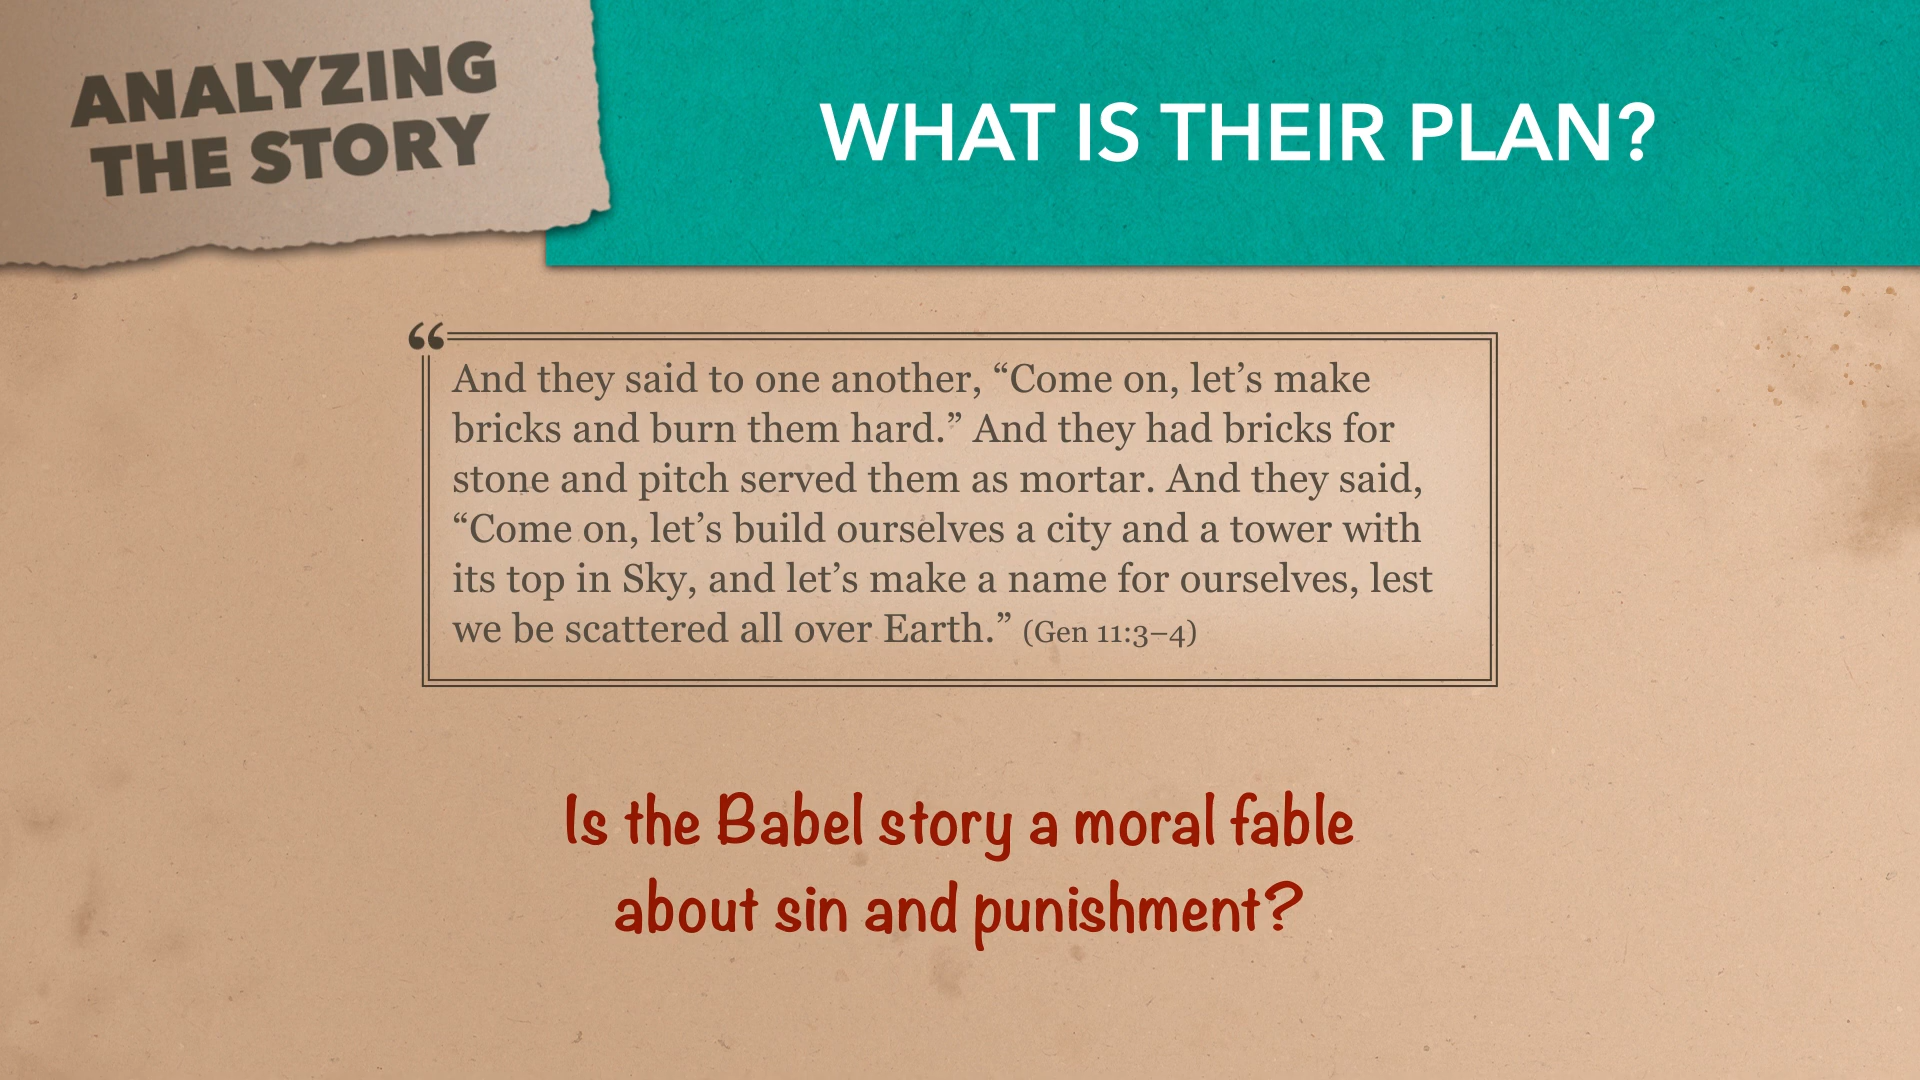 ANALYZING
THE STORY
WHAT IS THEIR PLAN?
“
And they said to one another, “Come on, let’s make
bricks and burn them hard.” And they had bricks for
stone and pitch served them as mortar. And they said,
“Come on, let’s build ourselves a city and a tower with
its top in Sky, and let’s make a name for ourselves, lest
we be scattered all over Earth.” (Gen 11:3–4)
Is the Babel story a moral fable
about sin and punishment?